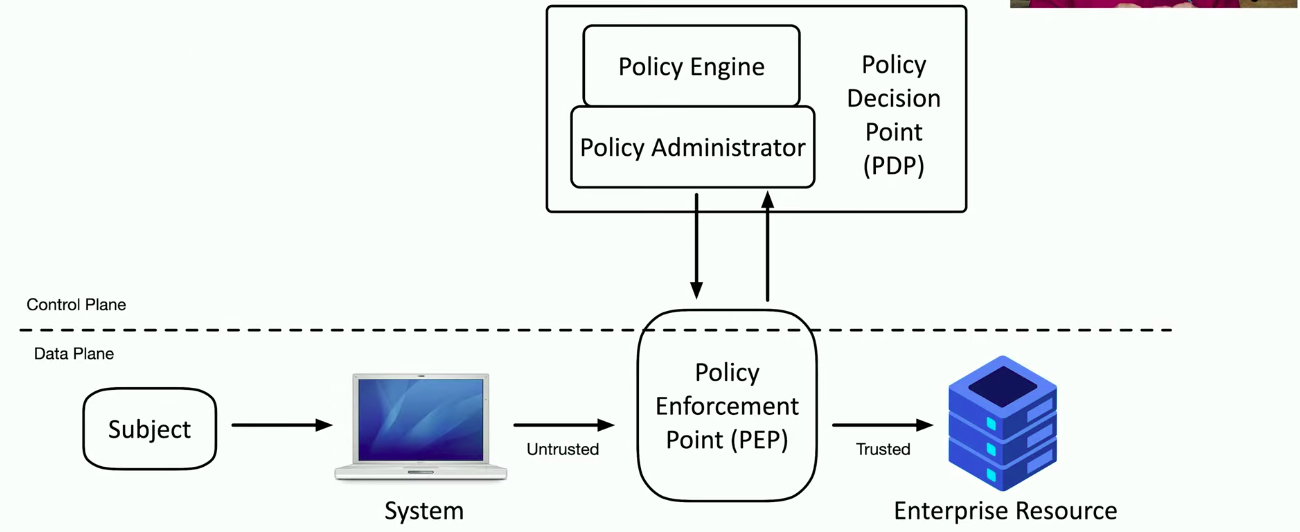 Policy Engine
Policy Administrator
Policy
Decision
Point
(PDP)
Control Plane
Data Plane
Subject
System
Untrusted
Policy
Enforcement
Point (PEP)
Trusted
Enterprise Resource